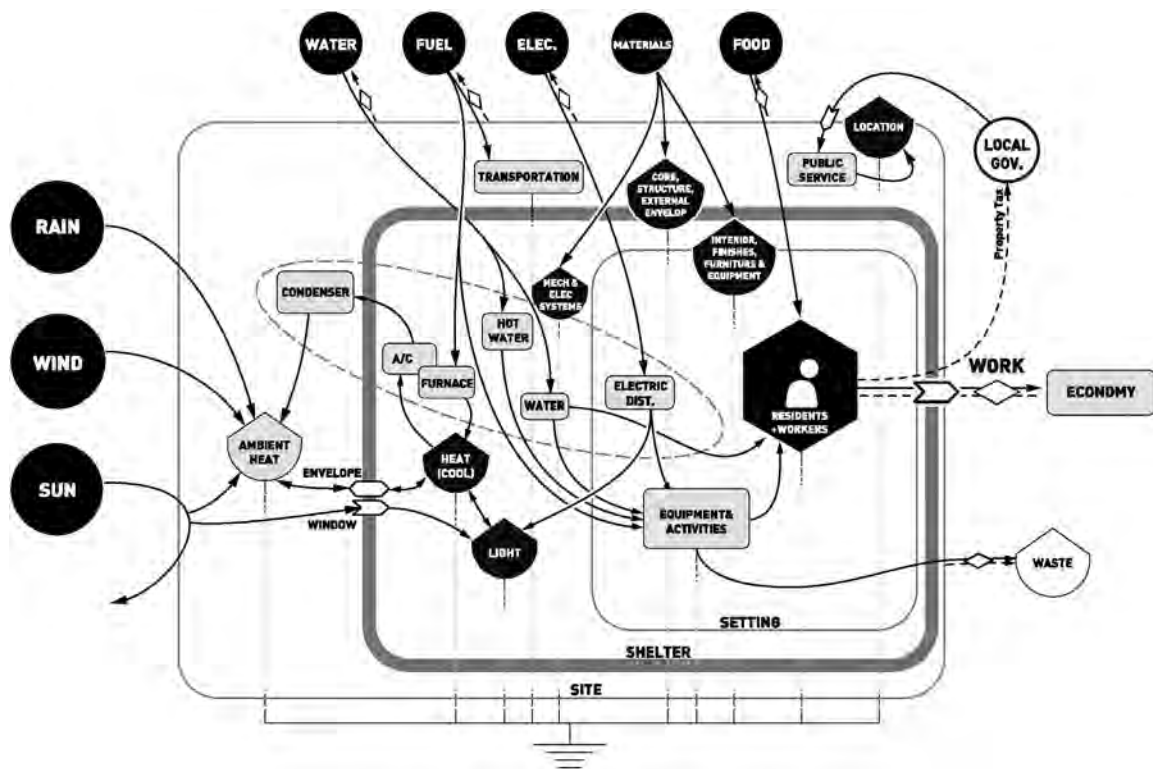 WATER
FUEL
ELEC.
MATERIALS
FOOD
LOCATION
LOCAL
GOV.
PUBLIC
SERVICE
TRANSPORTATION
CORE,
STRUCTURE,
EXTERNAL
ENVELOP
Property Tax
RAIN
INTERIOR,
FINISHES,
FURNITURE &
EQUIPMENT
CONDENSER
MECH &
ELEC
SYSTEMS
HOT
WATER
WIND
A/C
FURNACE
WATER
ELECTRIC
DIST.
RESIDENTS
+WORKERS
WORK
ECONOMY
AMBIENT
HEAT
HEAT
(COOL)
ENVELOPE
SUN
WINDOW
LIGHT
EQUIPMENT&
ACTIVITIES
WASTE
SETTING
SHELTER
SITE